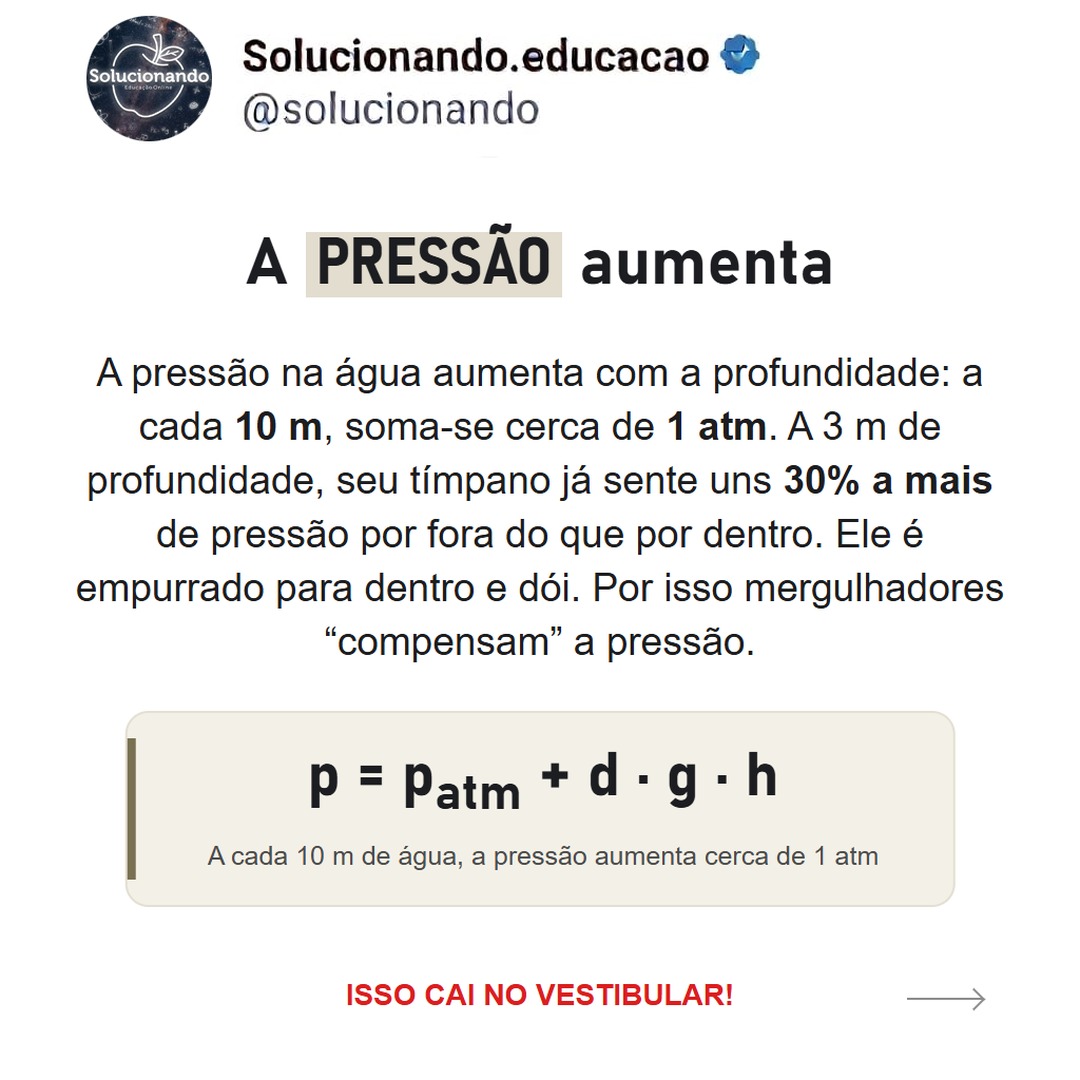 Solucionando
Educação Online
Solucionando.educacao
@solucionando
A PRESSÃO aumenta
A pressão na água aumenta com a profundidade: a
cada 10 m, soma-se cerca de 1 atm. A 3 m de
profundidade, seu tímpano já sente uns 30% a mais
de pressão por fora do que por dentro. Ele é
empurrado para dentro e dói. Por isso mergulhadores
“compensam” a pressão.
p = patm + d · g · h
A cada 10 m de água, a pressão aumenta cerca de 1 atm
ISSO CAI NO VESTIBULAR!